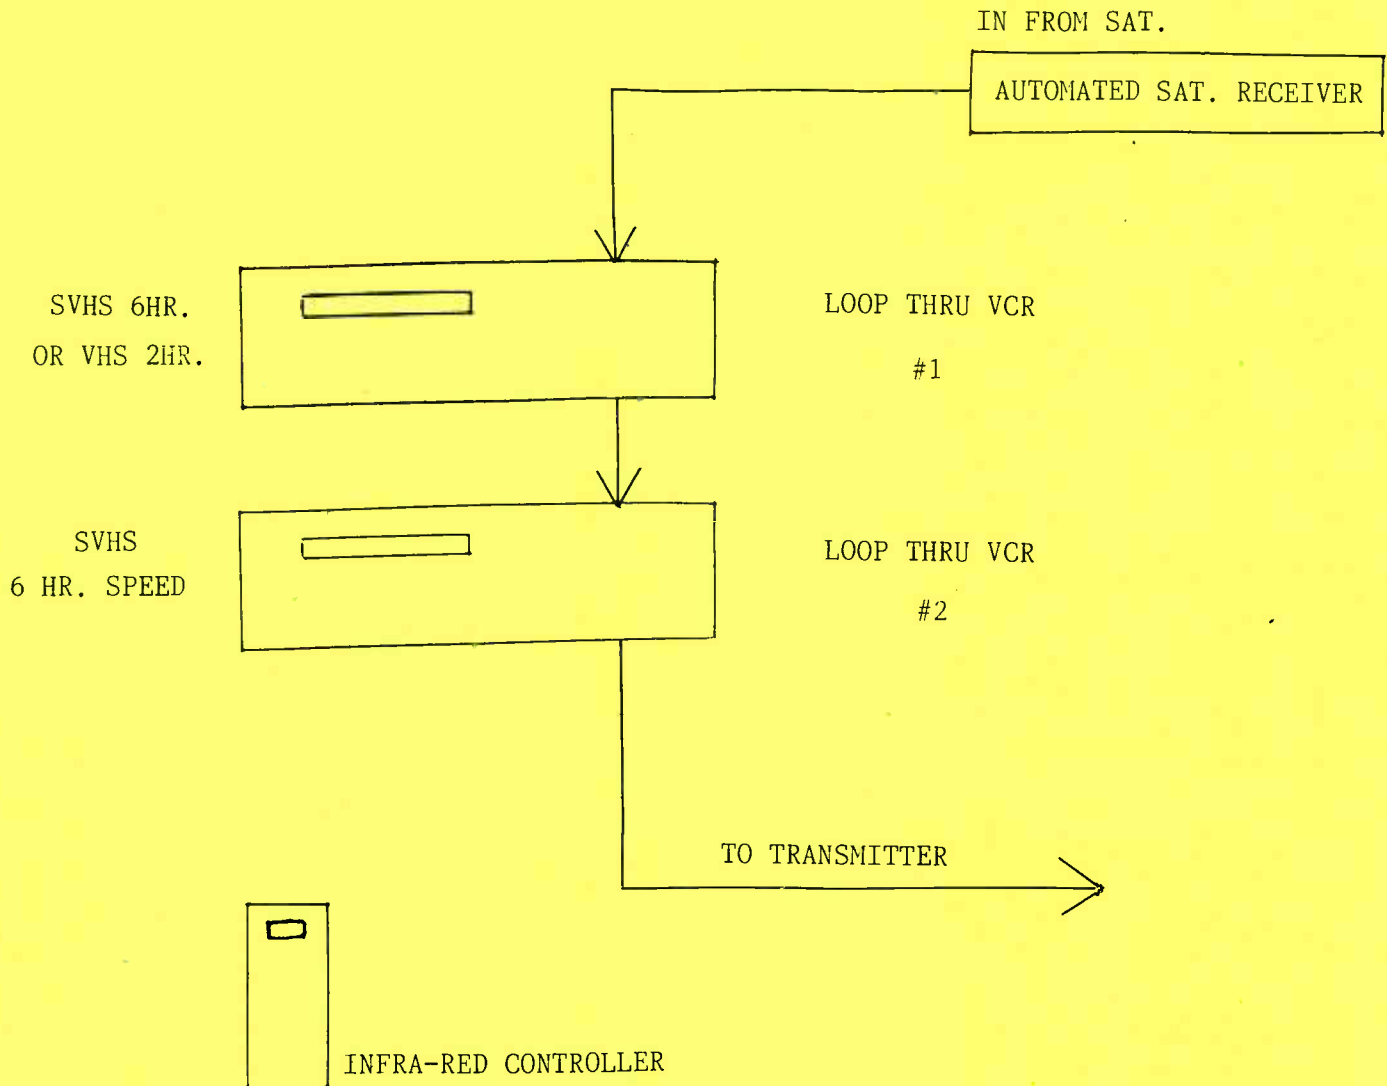 IN FROM SAT.
AUTOMATED SAT. RECEIVER
SVHS 6HR.
OR VHS 2HR.
LOOP THRU VCR
#1
SVHS
6 HR. SPEED
LOOP THRU VCR
#2
TO TRANSMITTER
INFRA-RED CONTROLLER